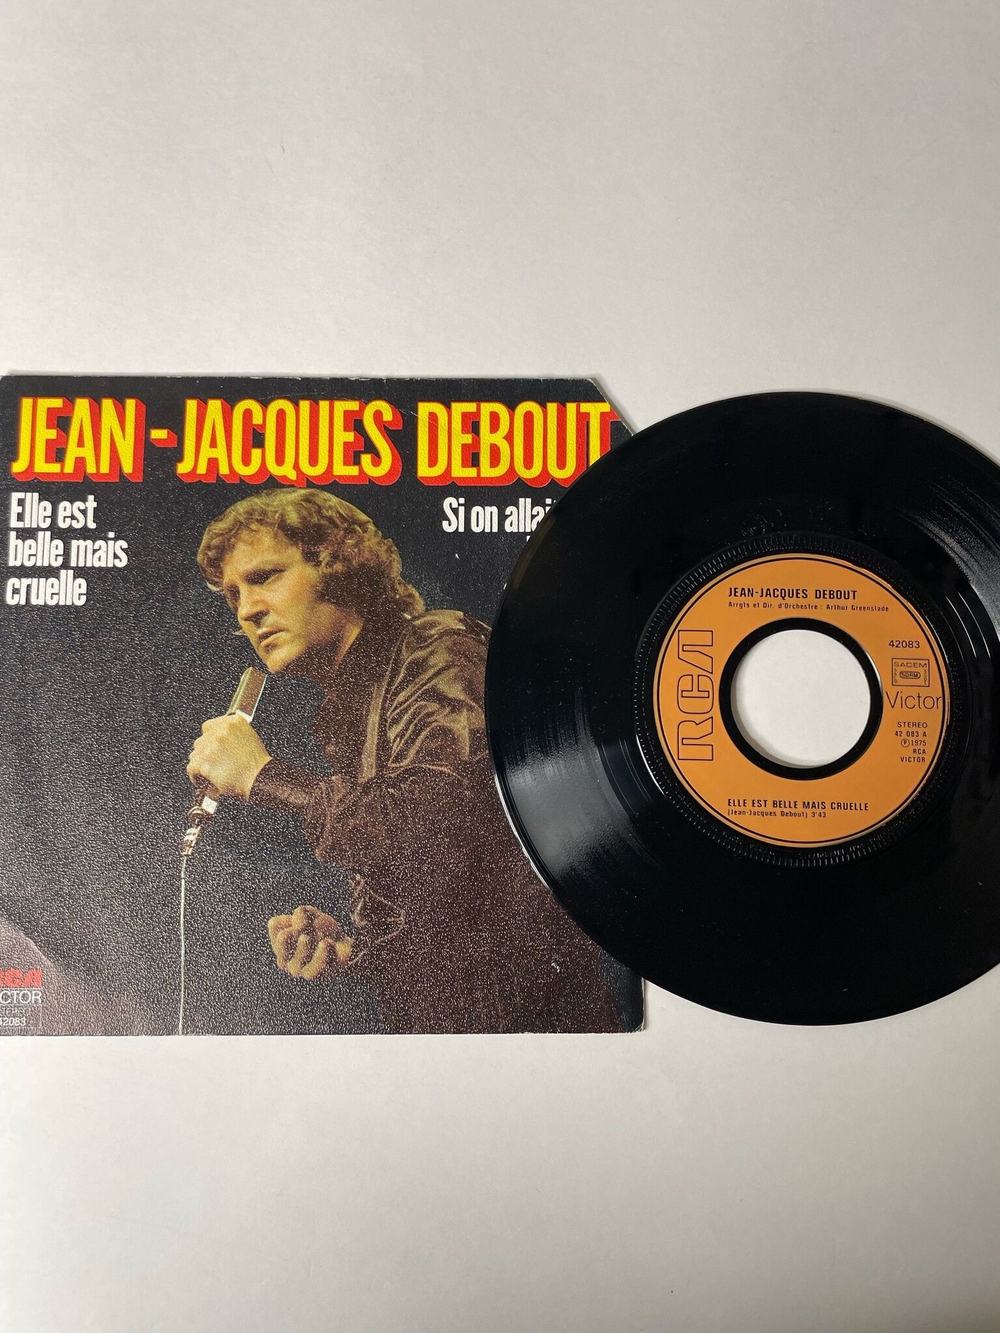 JEAN-JACQUES DEBOUT
Elle est
belle mais
cruelle
Si on allait
RCA
VICTOR
42083
RCA
JEAN-JACQUES DEBOUT
Arrgts et Dir. d'Orchestre : Arthur Greenslade
42083
SACEM
Victor
STEREO
42 083 A
Ⓟ 1975
RCA
VICTOR
ELLE EST BELLE MAIS CRUELLE
(Jean-Jacques Debout) 3'43